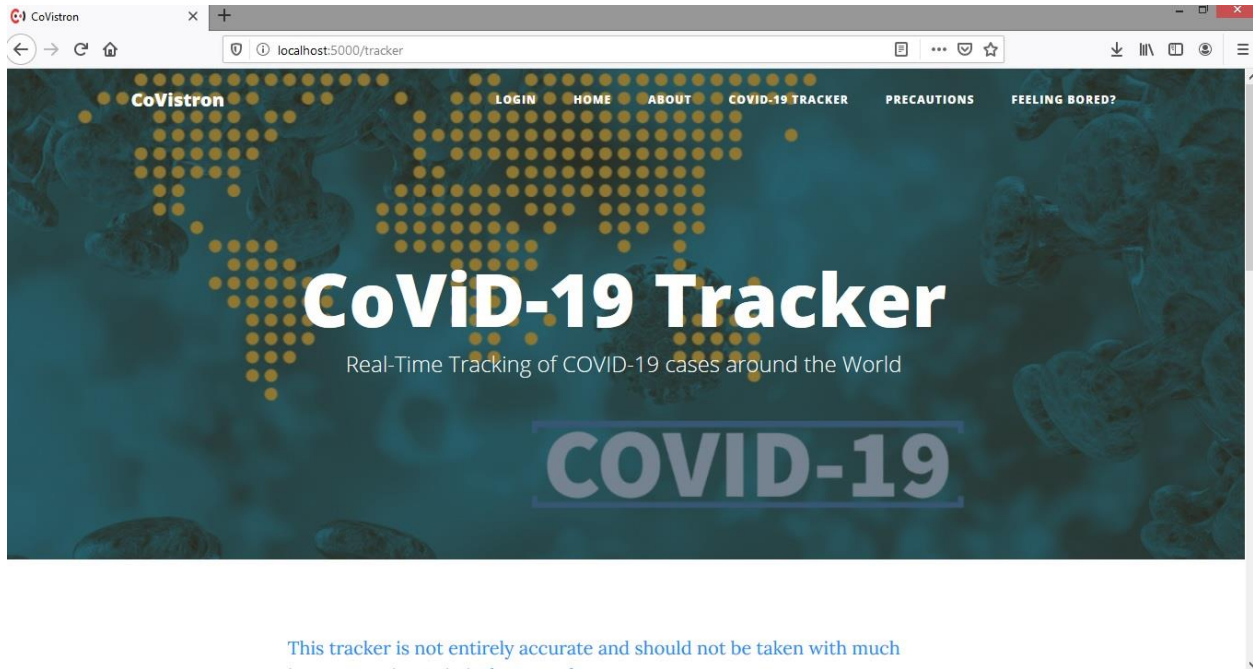 CoVistron
localhost:5000/tracker
CoVistron
LOGIN HOME ABOUT COVID-19 TRACKER PRECAUTIONS FEELING BORED?
CoViD-19 Tracker
Real-Time Tracking of COVID-19 cases around the World
COVID-19
This tracker is not entirely accurate and should not be taken with much